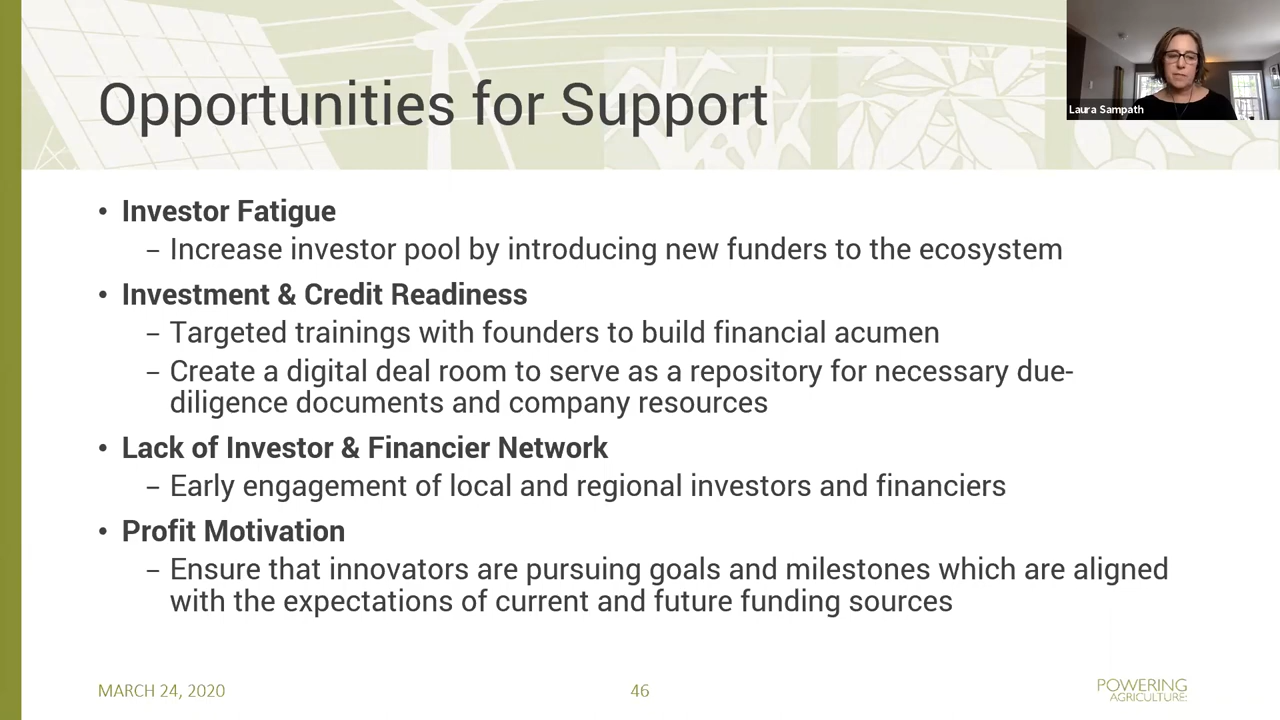 Opportunities for Support
Laura Sampath
• Investor Fatigue
– Increase investor pool by introducing new funders to the ecosystem
• Investment & Credit Readiness
– Targeted trainings with founders to build financial acumen
– Create a digital deal room to serve as a repository for necessary due-
diligence documents and company resources
• Lack of Investor & Financier Network
– Early engagement of local and regional investors and financiers
• Profit Motivation
– Ensure that innovators are pursuing goals and milestones which are aligned
with the expectations of current and future funding sources
MARCH 24, 2020
46
POWERING
AGRICULTURE: